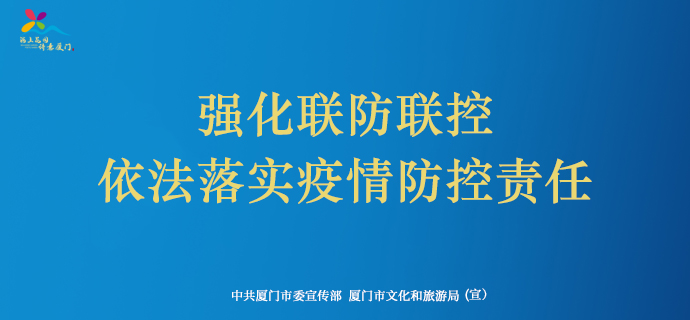 海上花园
诗意厦门
强化联防联控
依法落实疫情防控责任
中共厦门市委宣传部 厦门市文化和旅游局（宣）